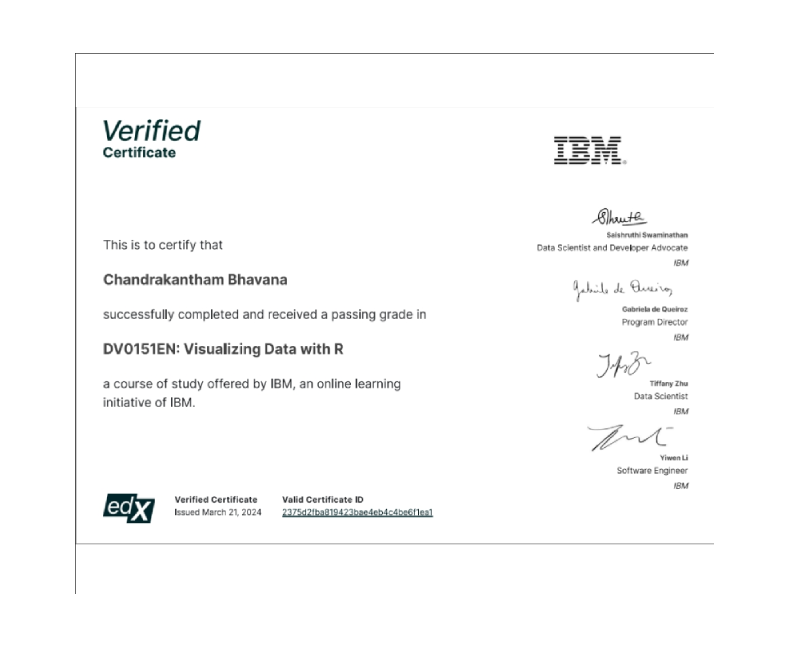 Verified
Certificate
IBM®
This is to certify that
Chandrakantham Bhavana
successfully completed and received a passing grade in
DV0151EN: Visualizing Data with R
a course of study offered by IBM, an online learning
initiative of IBM.
Saishruthi Swaminathan
Data Scientist and Developer Advocate
IBM
Gabriela de Queiroz
Gabriela de Queiroz
Program Director
IBM
Tiffany Zhu
Data Scientist
IBM
Yiwen Li
Software Engineer
IBM
edX
Verified Certificate
Issued March 21, 2024
Valid Certificate ID
2375d2fba819423bae4eb4c4be6f1ea1